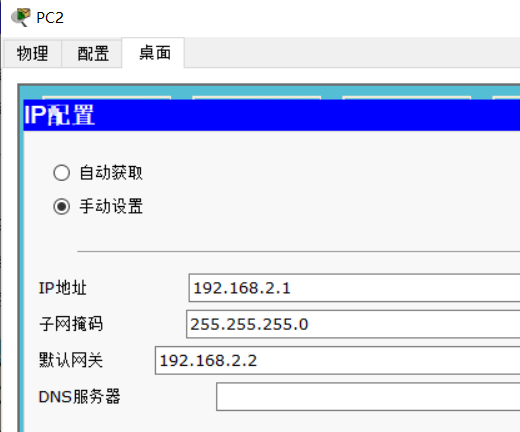 PC2
物理 配置 桌面
IP配置
自动获取
手动设置
IP地址 192.168.2.1
子网掩码 255.255.255.0
默认网关 192.168.2.2
DNS服务器